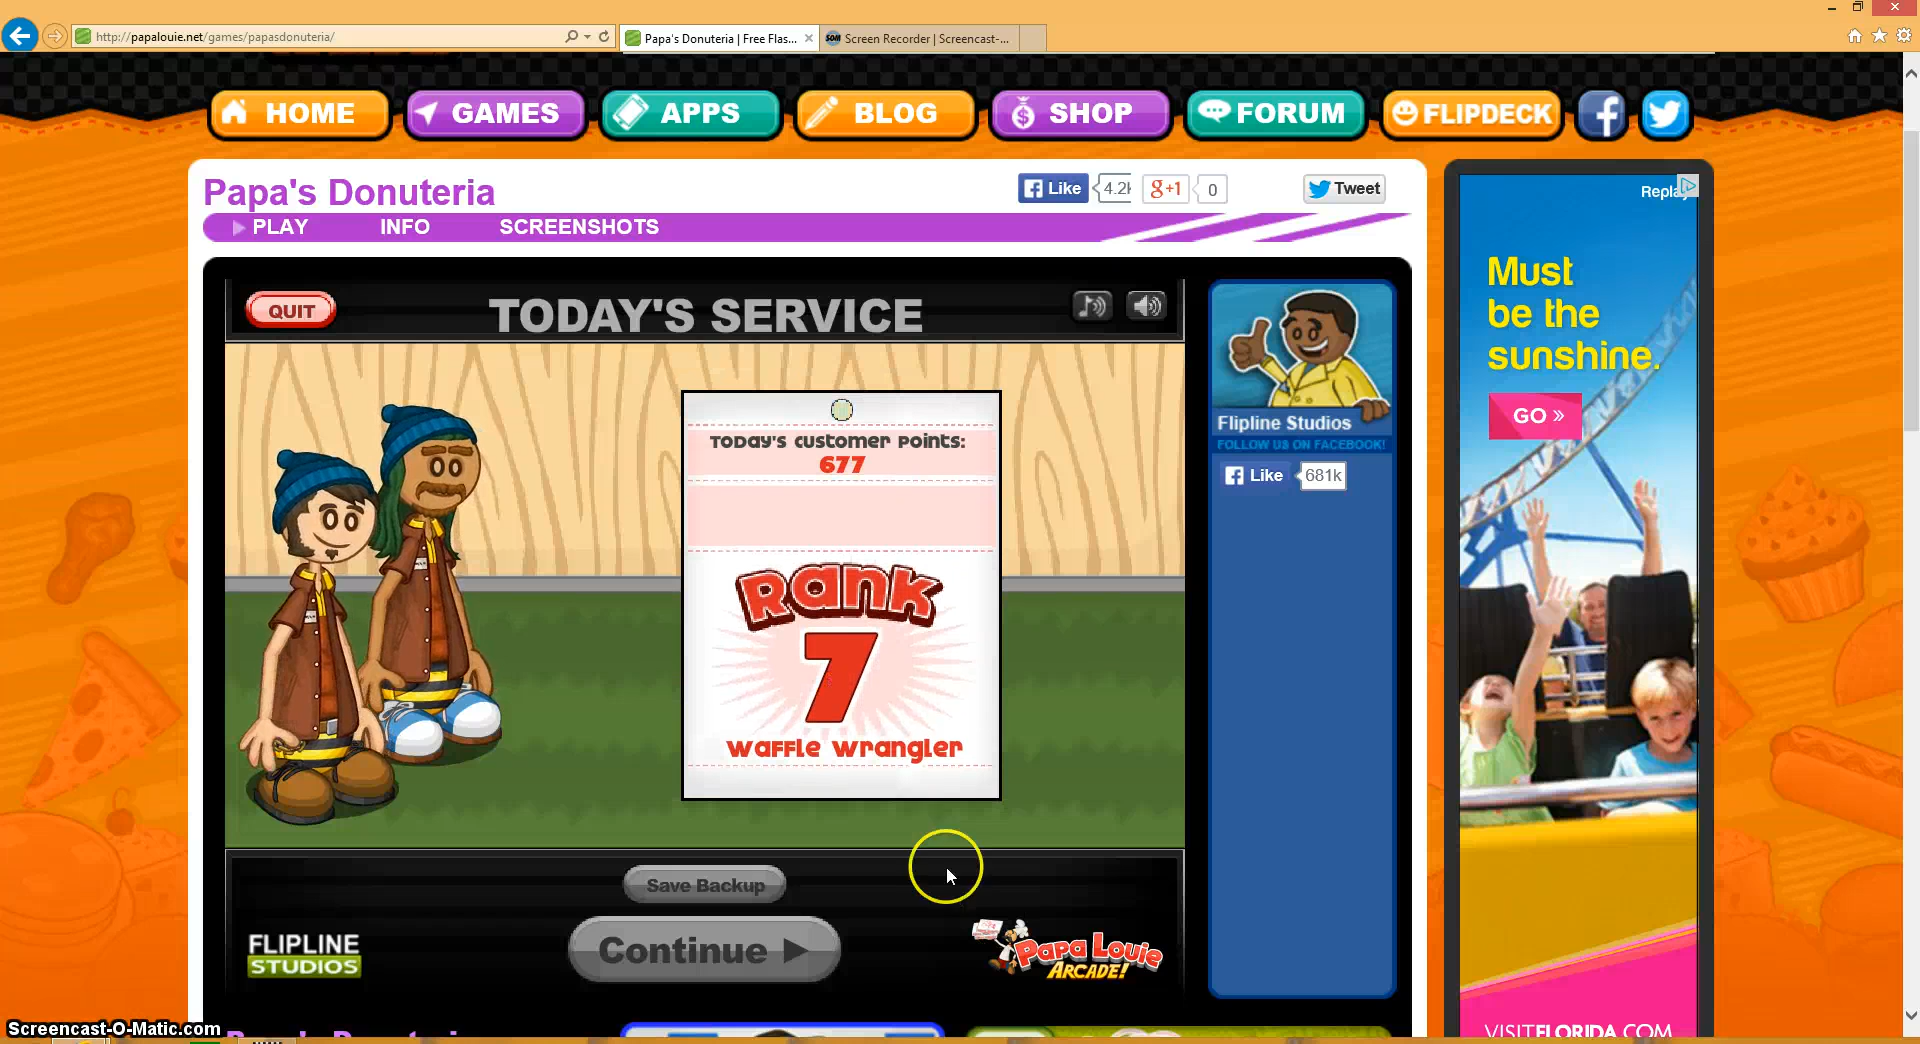 http://papalouie.net/games/papasdonuteria/
Papa's Donuteria | Free Flas...
Screen Recorder | Screencast-...
HOME
GAMES
APPS
BLOG
SHOP
FORUM
FLIPDECK
Papa's Donuteria
Like
4.2k
g+1
0
Tweet
PLAY
INFO
SCREENSHOTS
QUIT
TODAY'S SERVICE
Today's Customer Points:
677
Rank
7
Waffle Wrangler
Save Backup
Continue
FLIPLINE
STUDIOS
Papa Louie
ARCADE!
Flipline Studios
FOLLOW US ON FACEBOOK!
Like
681k
Replay
Must
be the
sunshine.
GO »
VISITFLORIDA.COM
Screencast-O-Matic.com